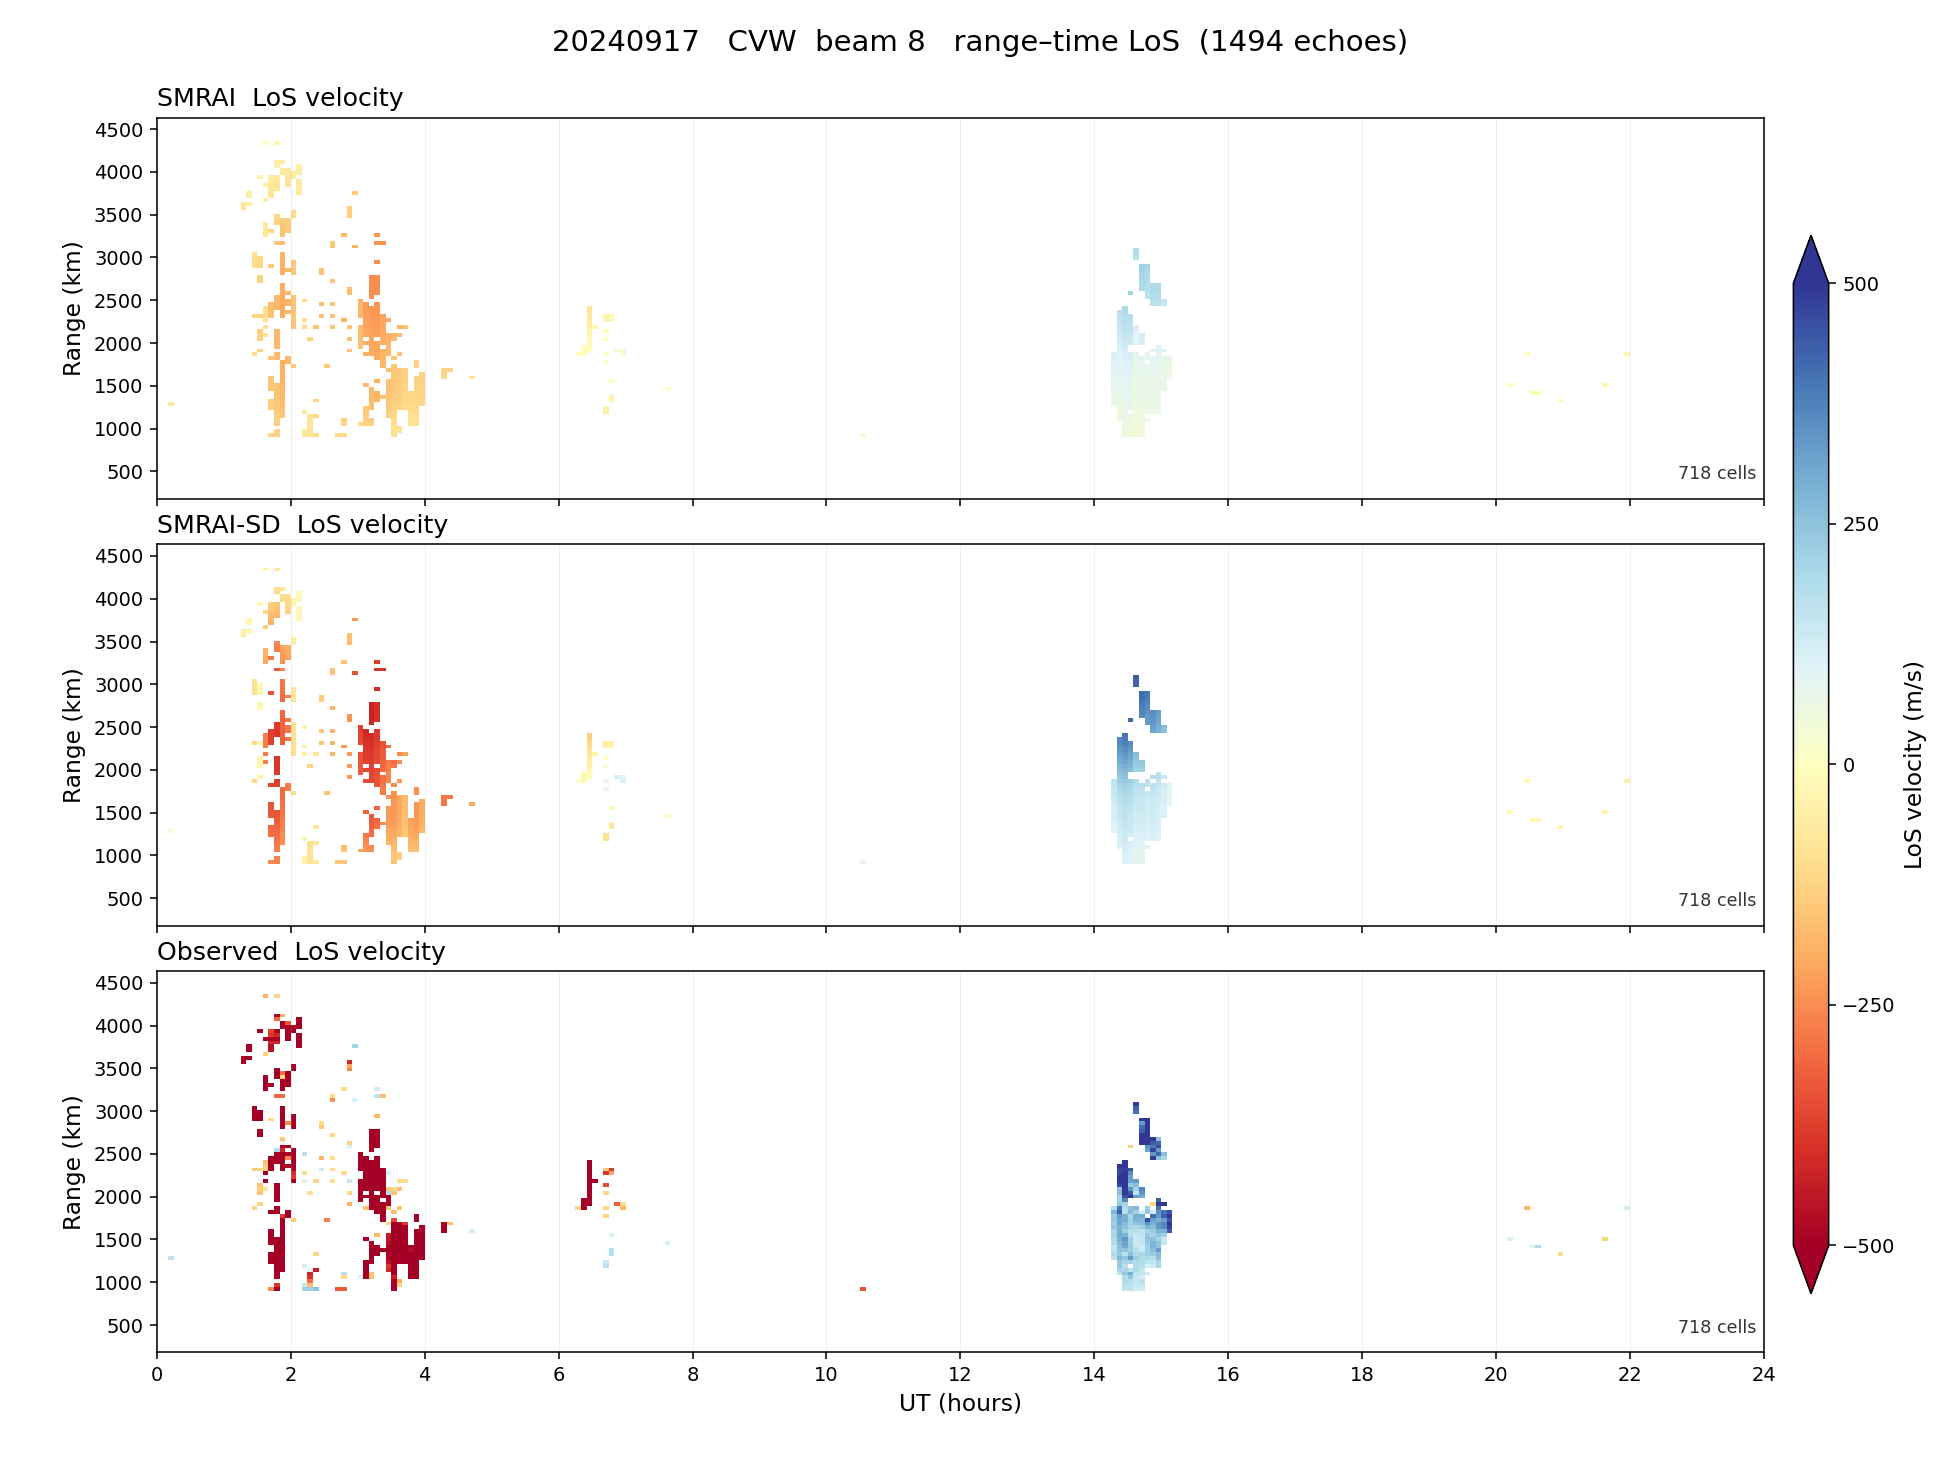 20240917 CVW beam 8 range–time LoS (1494 echoes)
SMRAI LoS velocity
4500
4000
3500
3000
2500
2000
1500
1000
500
Range (km)
718 cells
SMRAI-SD LoS velocity
4500
4000
3500
3000
2500
2000
1500
1000
500
Range (km)
718 cells
Observed LoS velocity
4500
4000
3500
3000
2500
2000
1500
1000
500
Range (km)
718 cells
0 2 4 6 8 10 12 14 16 18 20 22 24
UT (hours)
500
250
0
−250
−500
LoS velocity (m/s)